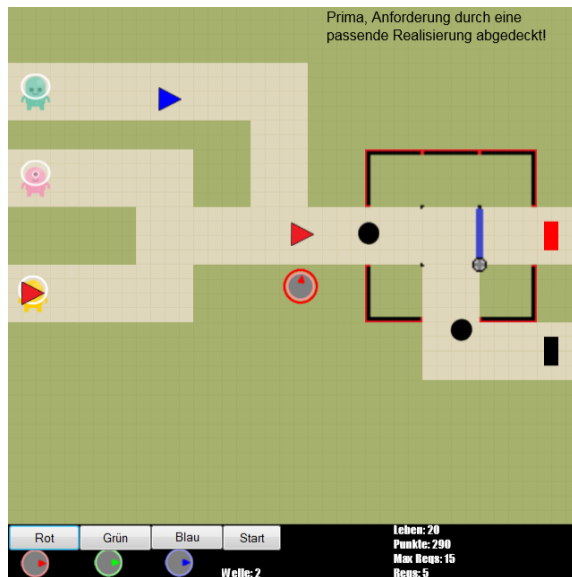 Prima, Anforderung durch eine
passende Realisierung abgedeckt!
Rot
Grün
Blau
Start
Welle: 2
Leben: 20
Punkte: 290
Max Reqs: 15
Reqs: 5